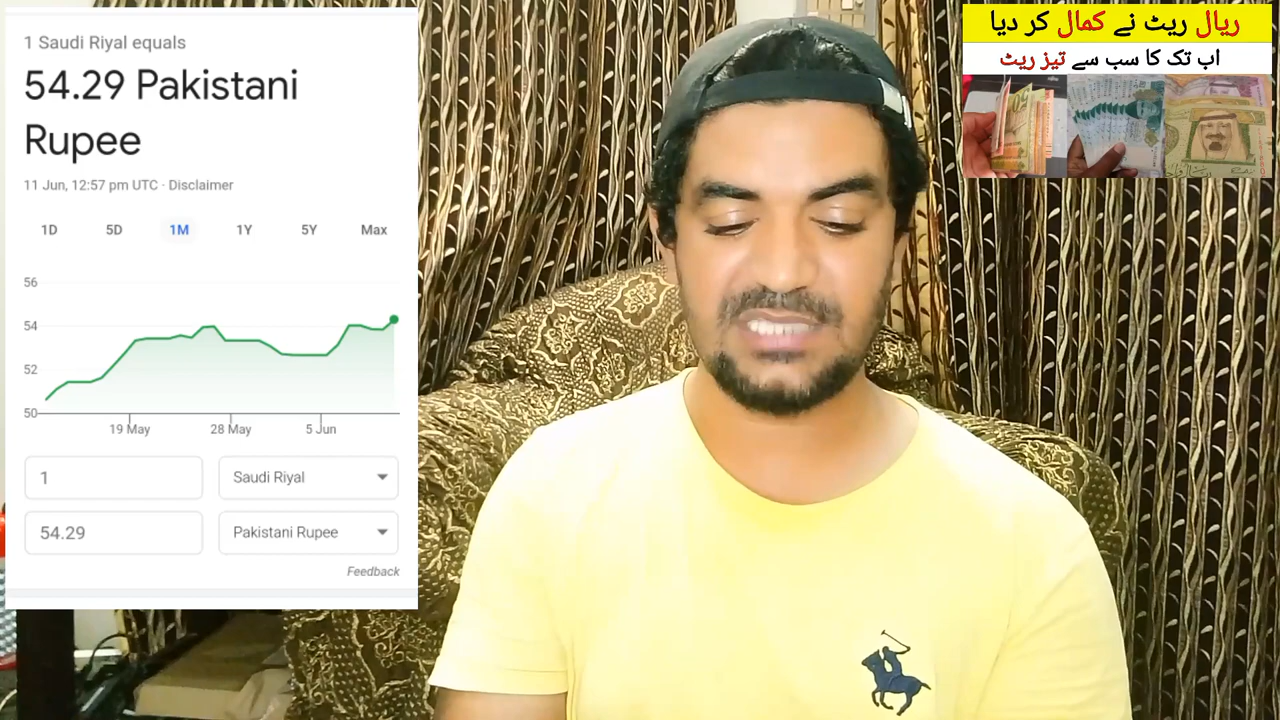 1 Saudi Riyal equals
54.29 Pakistani
Rupee
11 Jun, 12:57 pm UTC · Disclaimer
1D 5D 1M 1Y 5Y Max
56
54
52
50
19 May 28 May 5 Jun
1 Saudi Riyal
54.29 Pakistani Rupee
Feedback
ریال ریٹ نے کمال کر دیا
اب تک کا سب سے تیز ریٹ
50